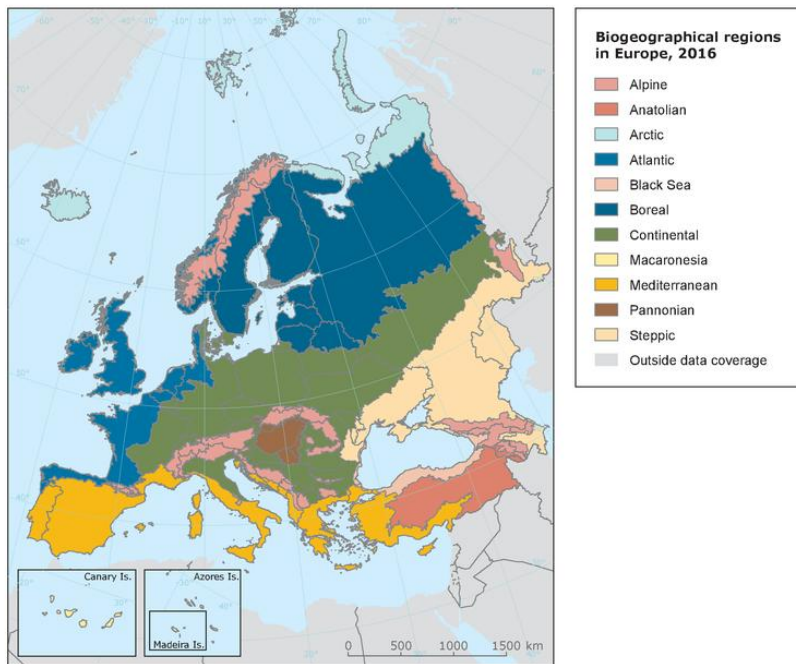 Biogeographical regions
in Europe, 2016
Alpine
Anatolian
Arctic
Atlantic
Black Sea
Boreal
Continental
Macaronesia
Mediterranean
Pannonian
Steppic
Outside data coverage
Canary Is.
Azores Is.
Madeira Is.
0 500 1000 1500 km